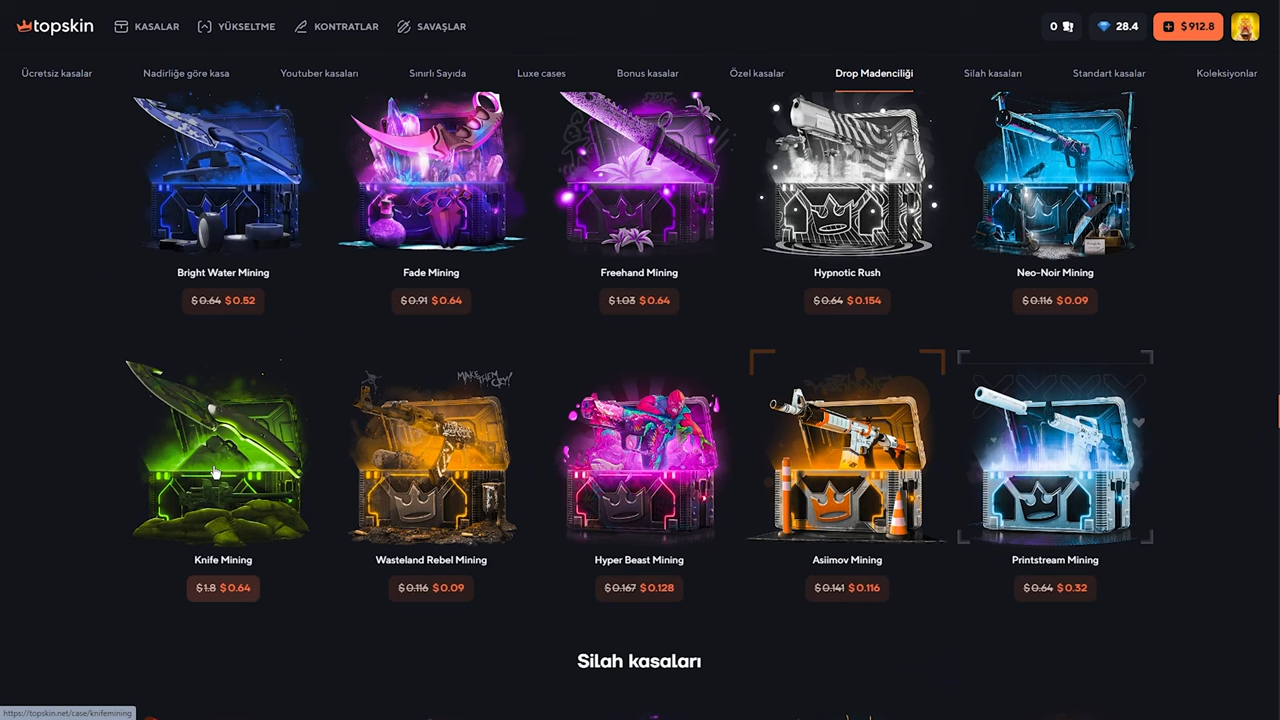 topskin KASALAR YÜKSELTME KONTRATLAR SAVAŞLAR 0 28.4 $912.8
Ücretsiz kasalar Nadirliğe göre kasa Youtuber kasaları Sınırlı Sayıda Luxe cases Bonus kasalar Özel kasalar Drop Madenciliği Silah kasaları Standart kasalar Koleksiyonlar
Bright Water Mining Fade Mining Freehand Mining Hypnotic Rush Neo-Noir Mining
$0.64 $0.52 $0.91 $0.64 $1.03 $0.64 $0.64 $0.154 $0.116 $0.09
MAKE THEM CRY!
Knife Mining Wasteland Rebel Mining Hyper Beast Mining Asiimov Mining Printstream Mining
$1.8 $0.64 $0.116 $0.09 $0.167 $0.128 $0.141 $0.116 $0.64 $0.32
Silah kasaları
https://topskin.net/case/knifemining